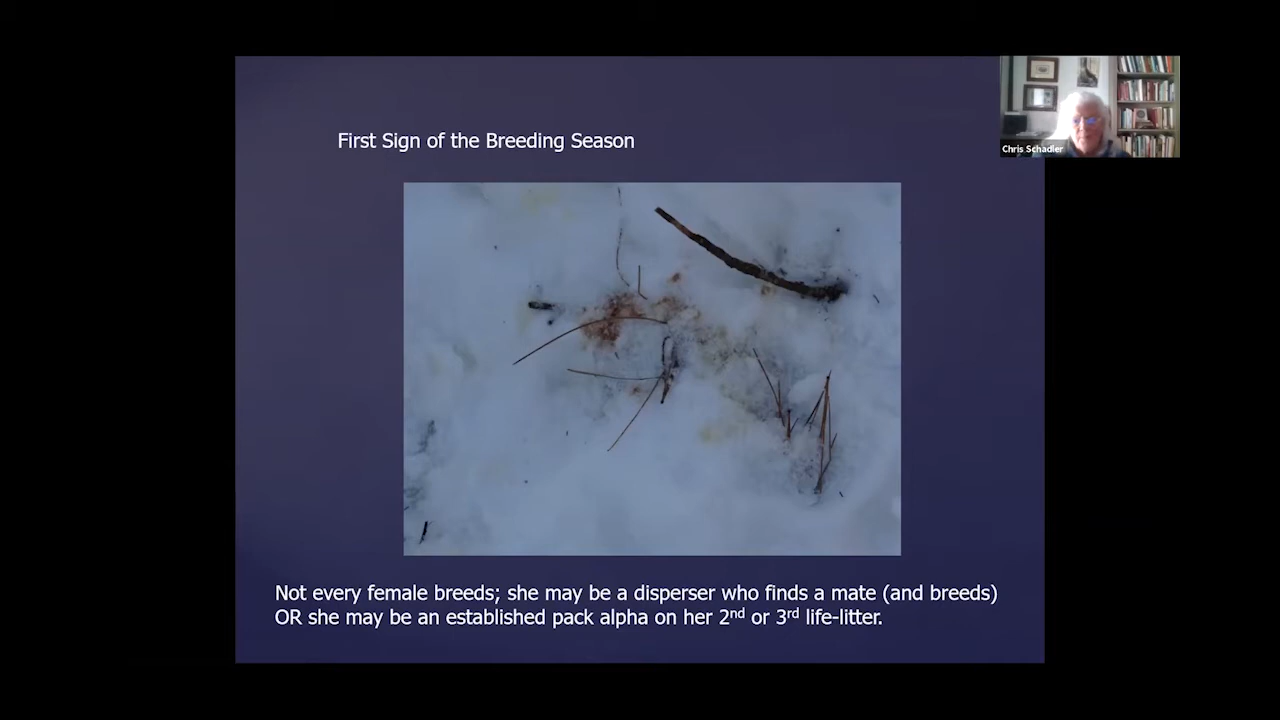 First Sign of the Breeding Season
Chris Schadler
Not every female breeds; she may be a disperser who finds a mate (and breeds)
OR she may be an established pack alpha on her 2nd or 3rd life-litter.